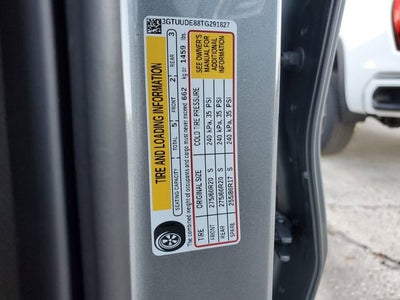 3GTUUDE88TG291827
TIRE AND LOADING INFORMATION
SEATING CAPACITY TOTAL 5 FRONT 2 REAR 3
The combined weight of occupants and cargo must never exceed 662 kg or 1459 lbs.
TIRE ORIGINAL SIZE COLD TIRE PRESSURE
FRONT 275/60R20 S 240 kPa, 35 PSI
REAR 275/60R20 S 240 kPa, 35 PSI
SPARE 255/80R17 S 240 kPa, 35 PSI
SEE OWNER'S
MANUAL FOR
ADDITIONAL
INFORMATION